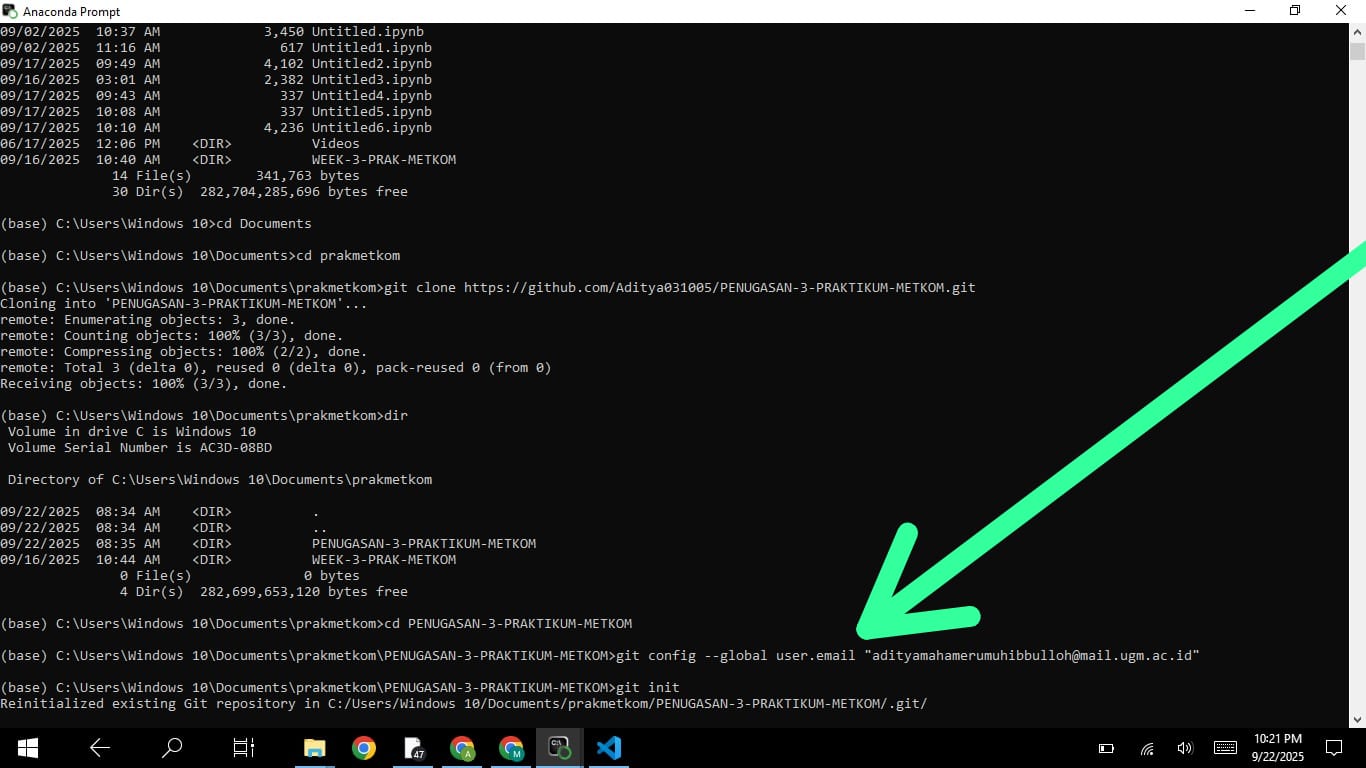 Anaconda Prompt
09/02/2025  10:37 AM             3,450 Untitled.ipynb
09/02/2025  11:16 AM               617 Untitled1.ipynb
09/17/2025  09:49 AM             4,102 Untitled2.ipynb
09/16/2025  03:01 AM             2,382 Untitled3.ipynb
09/17/2025  09:43 AM               337 Untitled4.ipynb
09/17/2025  10:08 AM               337 Untitled5.ipynb
09/17/2025  10:10 AM             4,236 Untitled6.ipynb
06/17/2025  12:06 PM    <DIR>          Videos
09/16/2025  10:40 AM    <DIR>          WEEK-3-PRAK-METKOM
14 File(s)        341,763 bytes
30 Dir(s)  282,704,285,696 bytes free
(base) C:\Users\Windows 10>cd Documents
(base) C:\Users\Windows 10\Documents>cd prakmetkom
(base) C:\Users\Windows 10\Documents\prakmetkom>git clone https://github.com/Aditya031005/PENUGASAN-3-PRAKTIKUM-METKOM.git
Cloning into 'PENUGASAN-3-PRAKTIKUM-METKOM'...
remote: Enumerating objects: 3, done.
remote: Counting objects: 100% (3/3), done.
remote: Compressing objects: 100% (2/2), done.
remote: Total 3 (delta 0), reused 0 (delta 0), pack-reused 0 (from 0)
Receiving objects: 100% (3/3), done.
(base) C:\Users\Windows 10\Documents\prakmetkom>dir
Volume in drive C is Windows 10
Volume Serial Number is AC3D-08BD
Directory of C:\Users\Windows 10\Documents\prakmetkom
09/22/2025  08:34 AM    <DIR>          .
09/22/2025  08:34 AM    <DIR>          ..
09/22/2025  08:35 AM    <DIR>          PENUGASAN-3-PRAKTIKUM-METKOM
09/16/2025  10:44 AM    <DIR>          WEEK-3-PRAK-METKOM
0 File(s)              0 bytes
4 Dir(s)  282,699,653,120 bytes free
(base) C:\Users\Windows 10\Documents\prakmetkom>cd PENUGASAN-3-PRAKTIKUM-METKOM
(base) C:\Users\Windows 10\Documents\prakmetkom\PENUGASAN-3-PRAKTIKUM-METKOM>git config --global user.email "adityamahamerumuhibbulloh@mail.ugm.ac.id"
(base) C:\Users\Windows 10\Documents\prakmetkom\PENUGASAN-3-PRAKTIKUM-METKOM>git init
Reinitialized existing Git repository in C:/Users/Windows 10/Documents/prakmetkom/PENUGASAN-3-PRAKTIKUM-METKOM/.git/
47
A
M
C:\
10:21 PM
9/22/2025